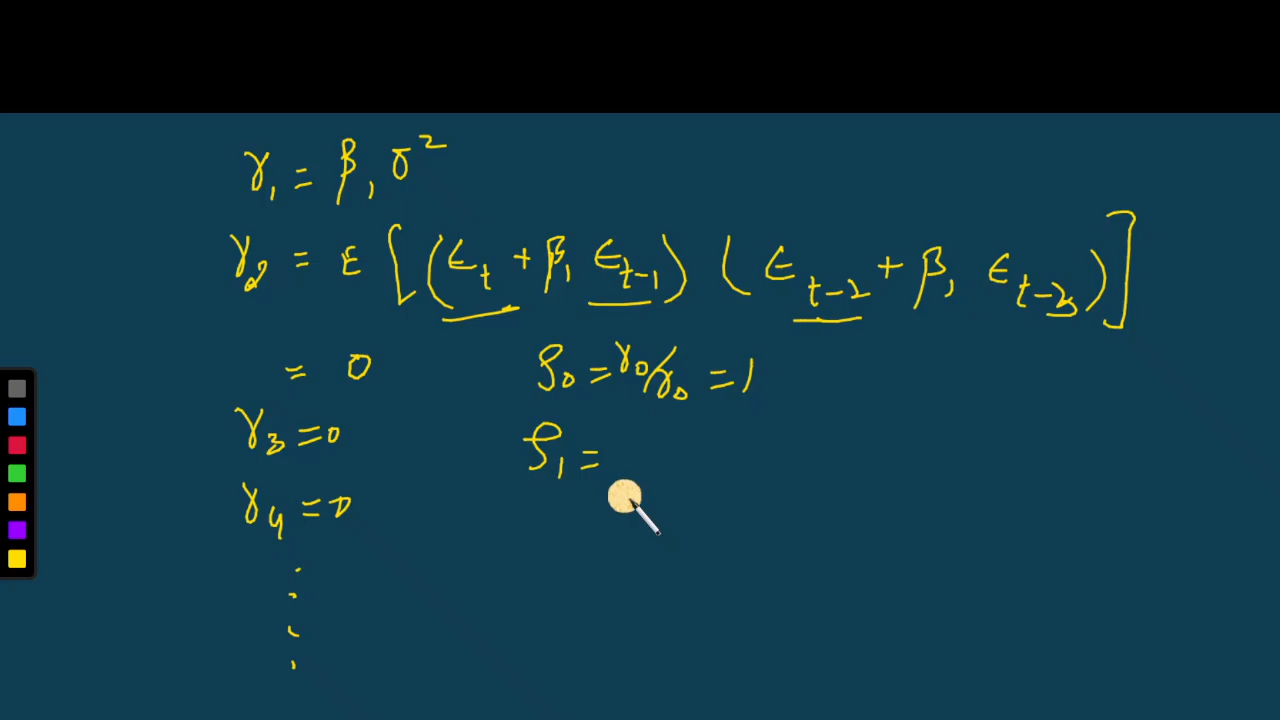 γ₁ = β₁ σ²
γ₂ = E [(ϵₜ + β₁ ϵₜ₋₁) (ϵₜ₋₂ + β₁ ϵₜ₋₃)]
= 0 ρ₀ = γ₀/γ₀ = 1
γ₃ = 0 ρ₁ =
γ₄ = 0